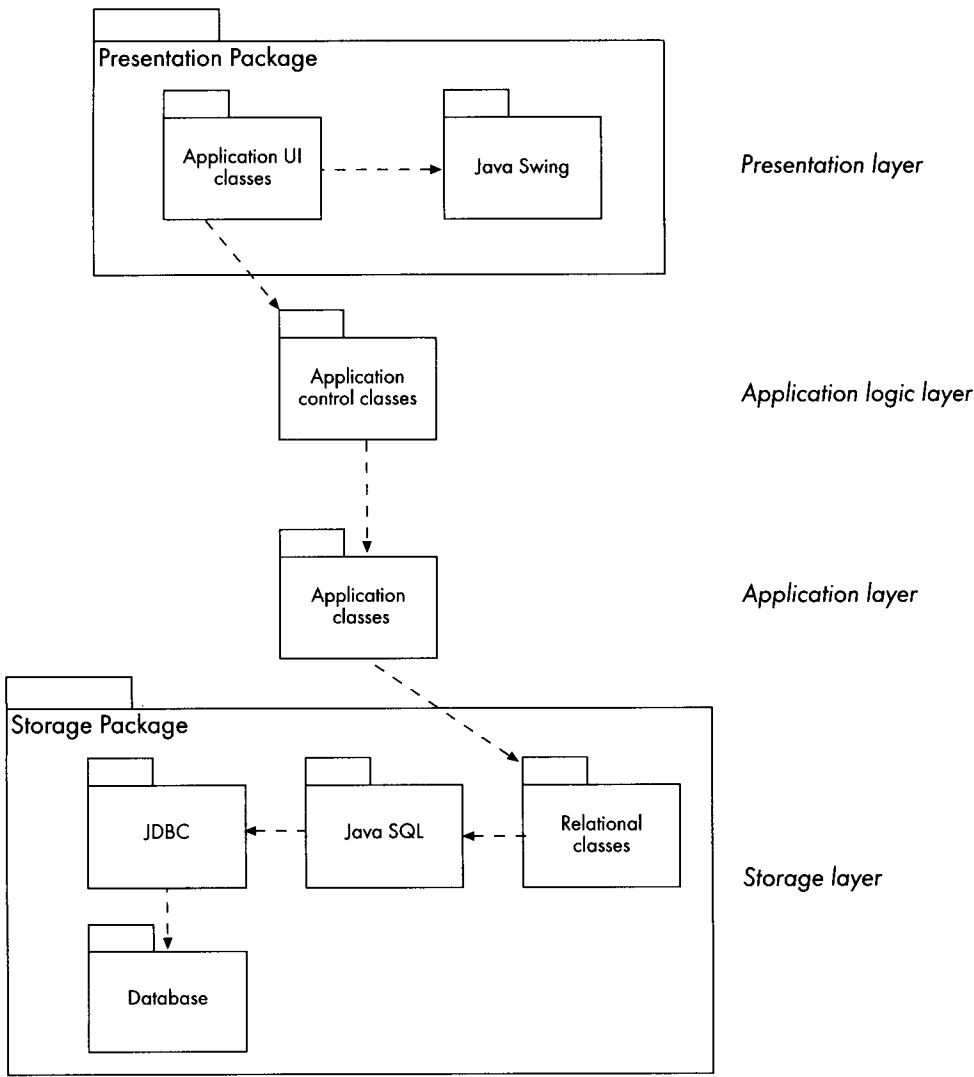 Presentation Package
Application UI
classes
Java Swing
Presentation layer
Application
control classes
Application logic layer
Application
classes
Application layer
Storage Package
JDBC
Java SQL
Relational
classes
Storage layer
Database